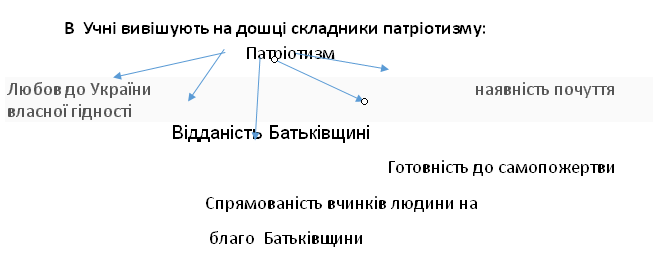 В Учні вивішують на дошці складники патріотизму:
Патріотизм
Любов до України наявність почуття
власної гідності
Відданість Батьківщині
Готовність до самопожертви
Спрямованість вчинків людини на
благо Батьківщини